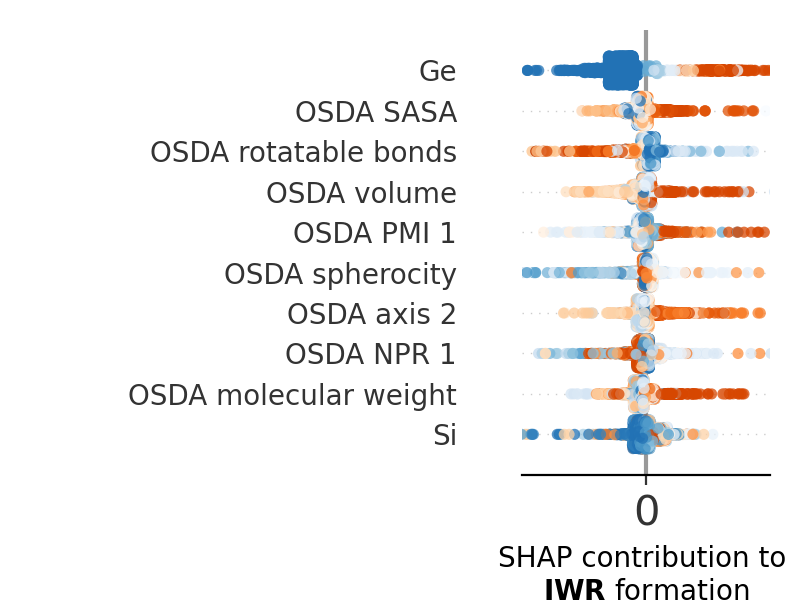 Ge
OSDA SASA
OSDA rotatable bonds
OSDA volume
OSDA PMI 1
OSDA spherocity
OSDA axis 2
OSDA NPR 1
OSDA molecular weight
Si
0
SHAP contribution to
IWR formation